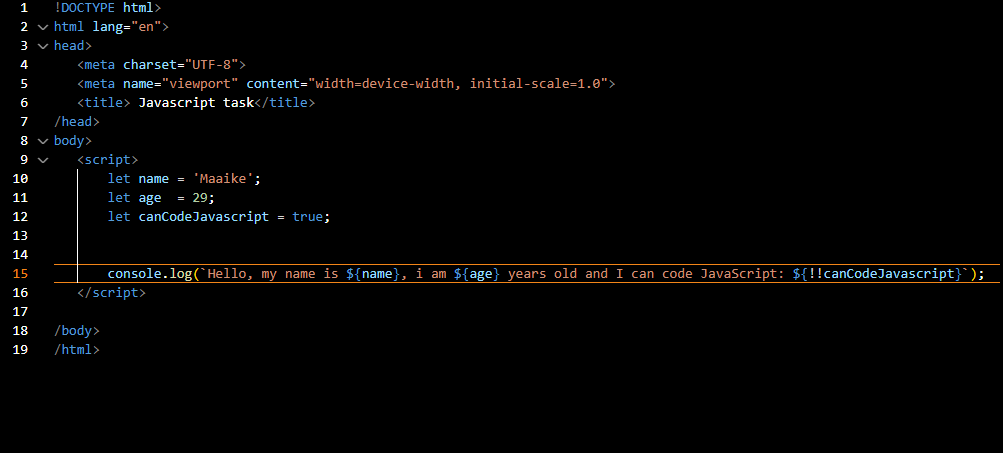 1 !DOCTYPE html>
2 html lang="en">
3 head>
4     <meta charset="UTF-8">
5     <meta name="viewport" content="width=device-width, initial-scale=1.0">
6     <title> Javascript task</title>
7 /head>
8 body>
9     <script>
10         let name = 'Maaike';
11         let age  = 29;
12         let canCodeJavascript = true;
13
14
15         console.log(`Hello, my name is ${name}, i am ${age} years old and I can code JavaScript: ${!!canCodeJavascript}`);
16     </script>
17
18 /body>
19 /html>